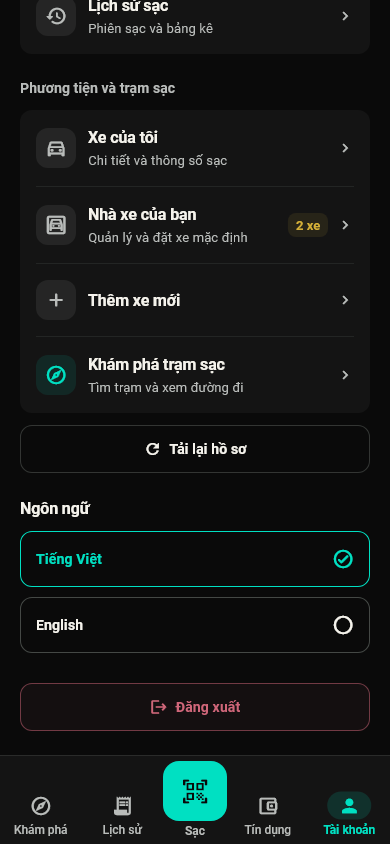 Lịch sử sạc
Phiên sạc và bảng kê
Phương tiện và trạm sạc
Xe của tôi
Chi tiết và thông số sạc
Nhà xe của bạn
Quản lý và đặt xe mặc định
2 xe
Thêm xe mới
Khám phá trạm sạc
Tìm trạm và xem đường đi
Tải lại hồ sơ
Ngôn ngữ
Tiếng Việt
English
Đăng xuất
Khám phá
Lịch sử
Sạc
Tín dụng
Tài khoản